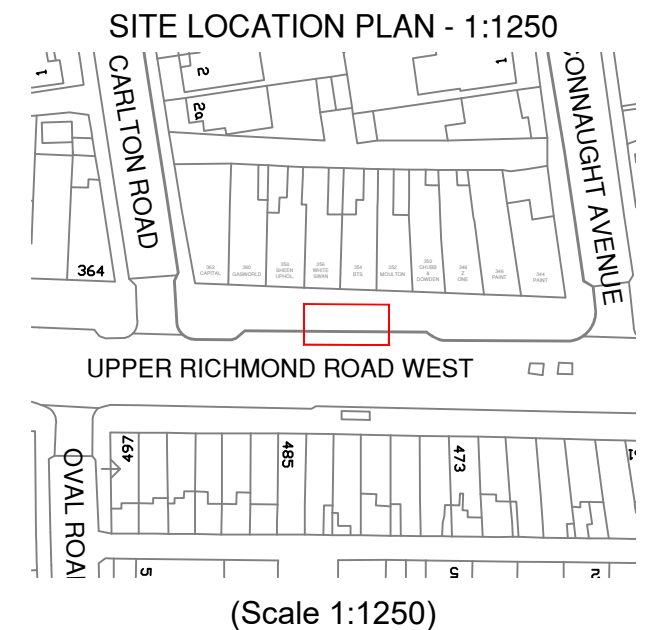 SITE LOCATION PLAN - 1:1250
1
2
1
CARLTON ROAD
2a
ONNAUGHT AVENUE
364
362
CAPITAL
360
GASWORLD
358
SHEEN
UPHOL.
356
WHITE
SWAN
354
BTS
352
MOULTON
350
CHUBB
&
DOWDEN
348
Z
ONE
346
PAINT
344
PAINT
UPPER RICHMOND ROAD WEST
497
485
473
OVAL ROA
5
(Scale 1:1250)